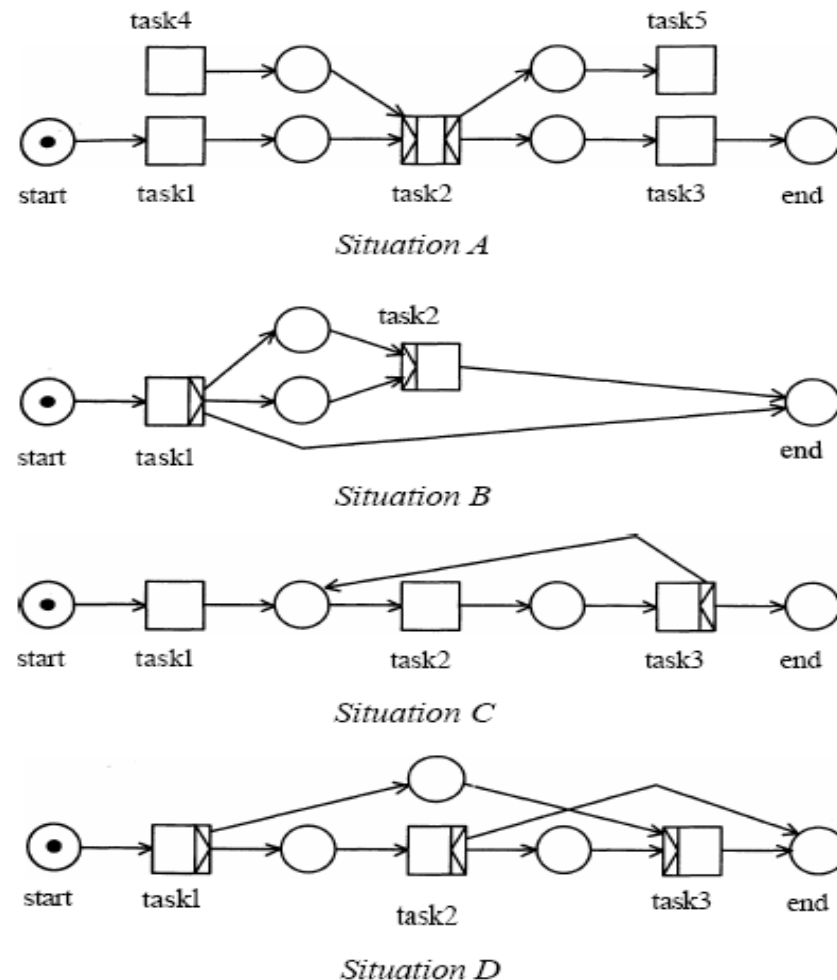 task4 task5
start task1 task2 task3 end
Situation A
task2
start task1 end
Situation B
start task1 task2 task3 end
Situation C
start task1 task2 task3 end
Situation D